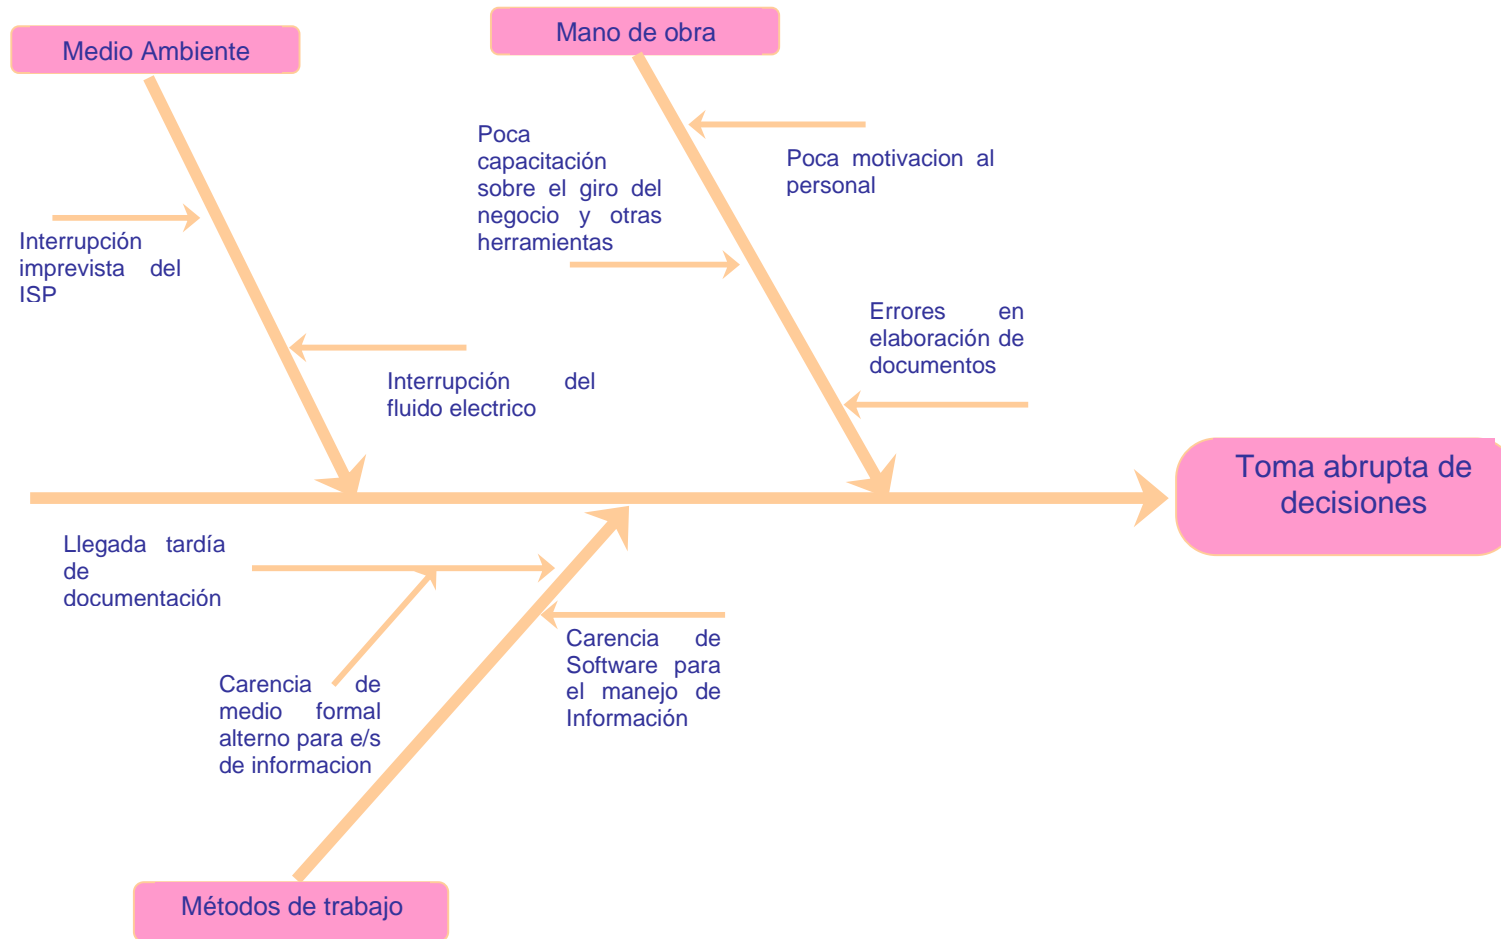 Medio Ambiente
Mano de obra
Poca
capacitación
sobre el giro del
negocio y otras
herramientas
Poca motivacion al
personal
Interrupción
imprevista del
ISP
Errores en
elaboración de
documentos
Interrupción del
fluido electrico
Toma abrupta de
decisiones
Llegada tardía
de
documentación
Carencia de
Software para
el manejo de
Información
Carencia de
medio formal
alterno para e/s
de informacion
Métodos de trabajo